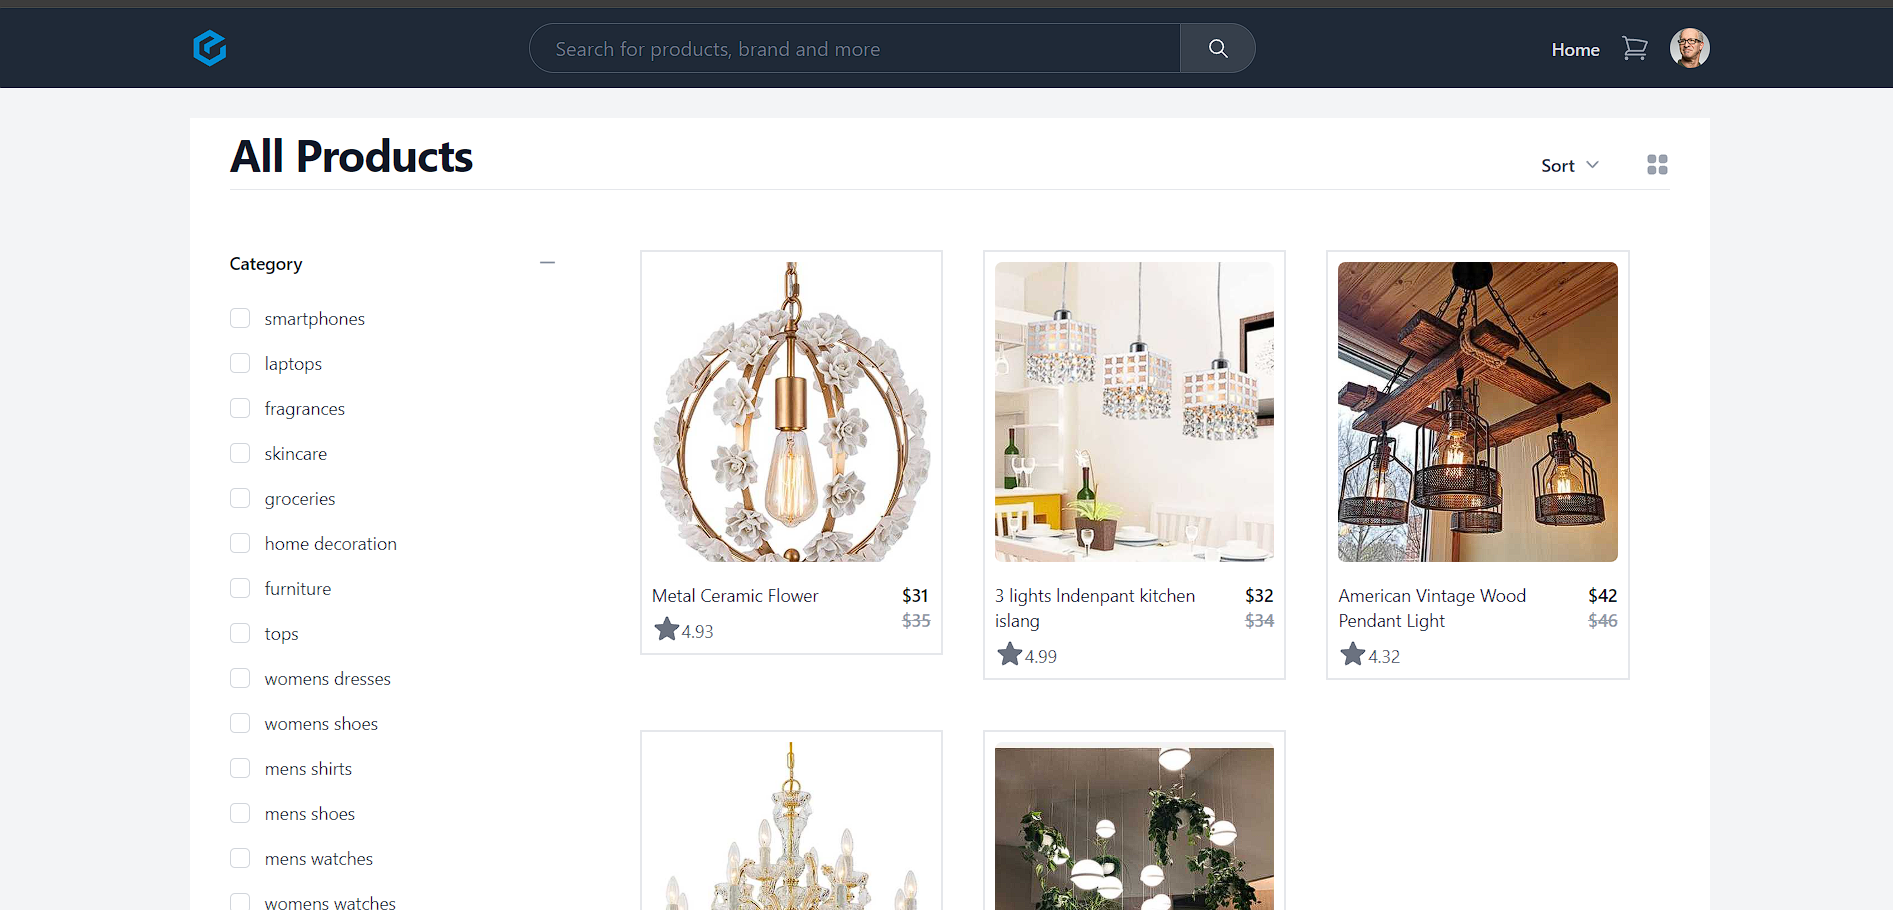 Search for products, brand and more
Home
All Products
Sort
Category
smartphones
laptops
fragrances
skincare
groceries
home decoration
furniture
tops
womens dresses
womens shoes
mens shirts
mens shoes
mens watches
womens watches
Metal Ceramic Flower $31
$35
4.93
3 lights lndenpant kitchen $32
islang $34
4.99
American Vintage Wood $42
Pendant Light $46
4.32